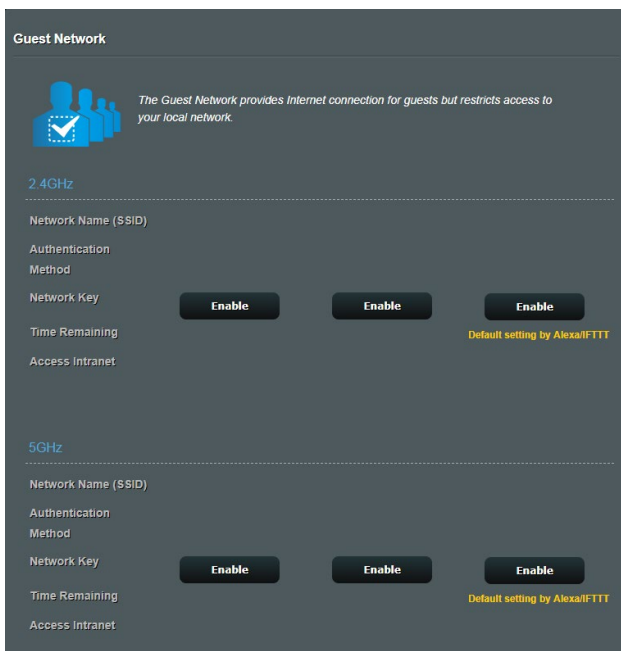 Guest Network
The Guest Network provides Internet connection for guests but restricts access to
your local network.
2.4GHz
Network Name (SSID)
Authentication
Method
Network Key
Enable
Enable
Enable
Time Remaining
Default setting by Alexa/IFTTT
Access Intranet
5GHz
Network Name (SSID)
Authentication
Method
Network Key
Enable
Enable
Enable
Time Remaining
Default setting by Alexa/IFTTT
Access Intranet